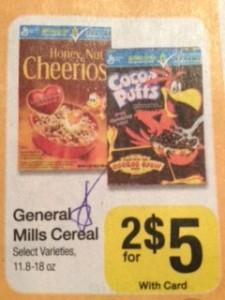 Honey Nut
Cheerios
Cocoa
Puffs
General
Mills Cereal
Select Varieties,
11.8-18 oz
2 for $5
With Card